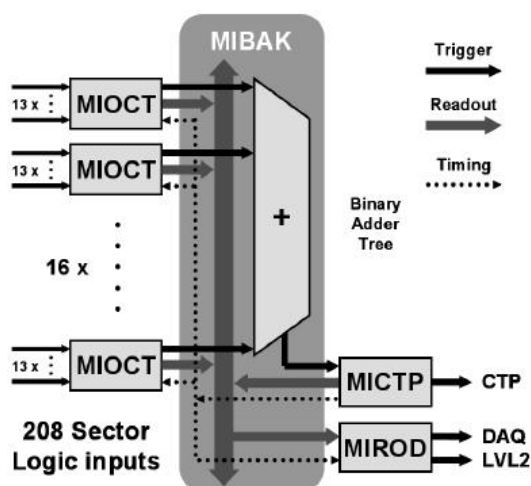 MIBAK
Trigger
13 x
MIOCT
Readout
13 x
MIOCT
Timing
Binary
Adder
Tree
+
16 x
13 x
MIOCT
MICTP
CTP
208 Sector
Logic inputs
MIROD
DAQ
LVL2